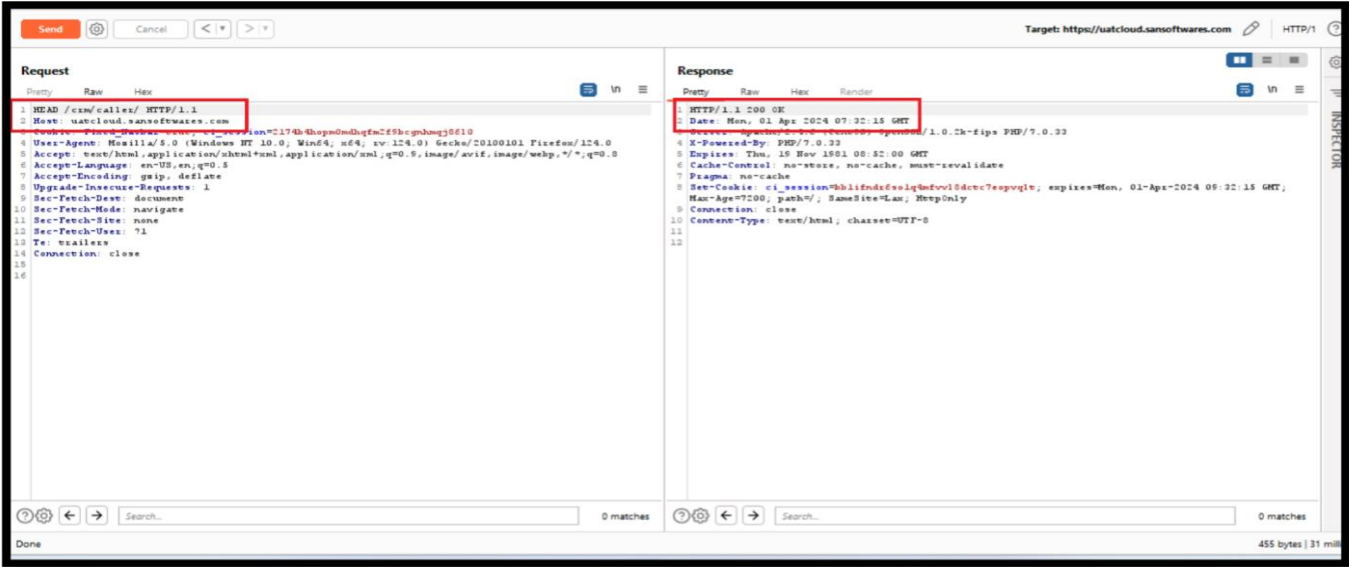 Send
Cancel
Target: https://uatcloud.sansoftwares.com
HTTP/1
Request
Pretty Raw Hex
\n
1 HEAD /crm/caller/ HTTP/1.1
2 Host: uatcloud.sansoftwares.com
4 User-Agent: Mozilla/5.0 (Windows NT 10.0; Win64; x64; rv:124.0) Gecko/20100101 Firefox/124.0
5 Accept: text/html,application/xhtml+xml,application/xml;q=0.9,image/avif,image/webp,*/*;q=0.8
6 Accept-Language: en-US,en;q=0.5
7 Accept-Encoding: gzip, deflate
8 Upgrade-Insecure-Requests: 1
9 Sec-Fetch-Dest: document
10 Sec-Fetch-Mode: navigate
11 Sec-Fetch-Site: none
12 Sec-Fetch-User: ?1
13 Te: trailers
14 Connection: close
15
16
Search...
0 matches
Response
Pretty Raw Hex Render
\n
1 HTTP/1.1 200 OK
2 Date: Mon, 01 Apr 2024 07:32:15 GMT
OpenSSL/1.0.2k-fips PHP/7.0.33
4 X-Powered-By: PHP/7.0.33
5 Expires: Thu, 19 Nov 1981 08:52:00 GMT
6 Cache-Control: no-store, no-cache, must-revalidate
7 Pragma: no-cache
8 Set-Cookie: expires=Mon, 01-Apr-2024 09:32:15 GMT;
Max-Age=7200; path=/; SameSite=Lax; HttpOnly
9 Connection: close
10 Content-Type: text/html; charset=UTF-8
11
12
Search...
0 matches
INSPECTOR
Done
455 bytes | 31 milli